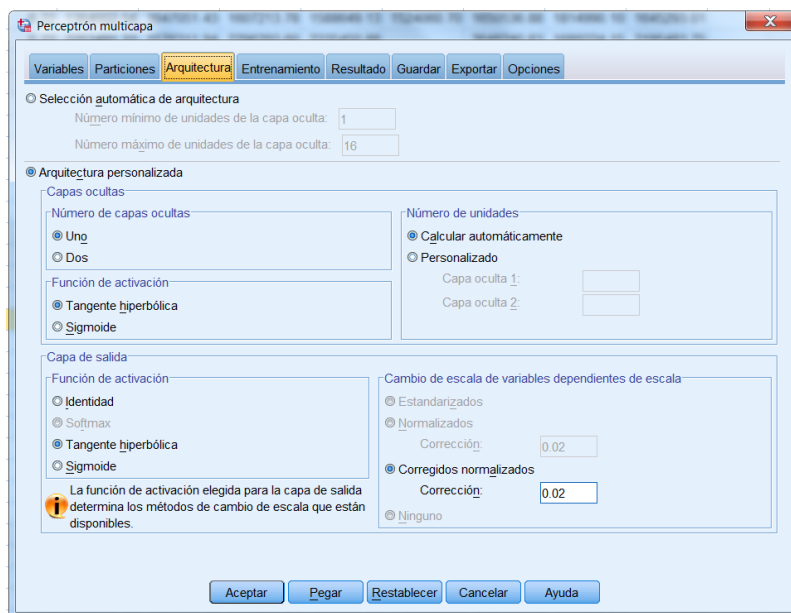 Perceptrón multicapa
Variables Particiones Arquitectura Entrenamiento Resultado Guardar Exportar Opciones
Selección automática de arquitectura
Número mínimo de unidades de la capa oculta: 1
Número máximo de unidades de la capa oculta: 16
Arquitectura personalizada
Capas ocultas
Número de capas ocultas
Uno
Dos
Función de activación
Tangente hiperbólica
Sigmoide
Número de unidades
Calcular automáticamente
Personalizado
Capa oculta 1:
Capa oculta 2:
Capa de salida
Función de activación
Identidad
Softmax
Tangente hiperbólica
Sigmoide
La función de activación elegida para la capa de salida
determina los métodos de cambio de escala que están
disponibles.
Cambio de escala de variables dependientes de escala
Estandarizados
Normalizados
Corrección: 0.02
Corregidos normalizados
Corrección: 0.02
Ninguno
Aceptar Pegar Restablecer Cancelar Ayuda